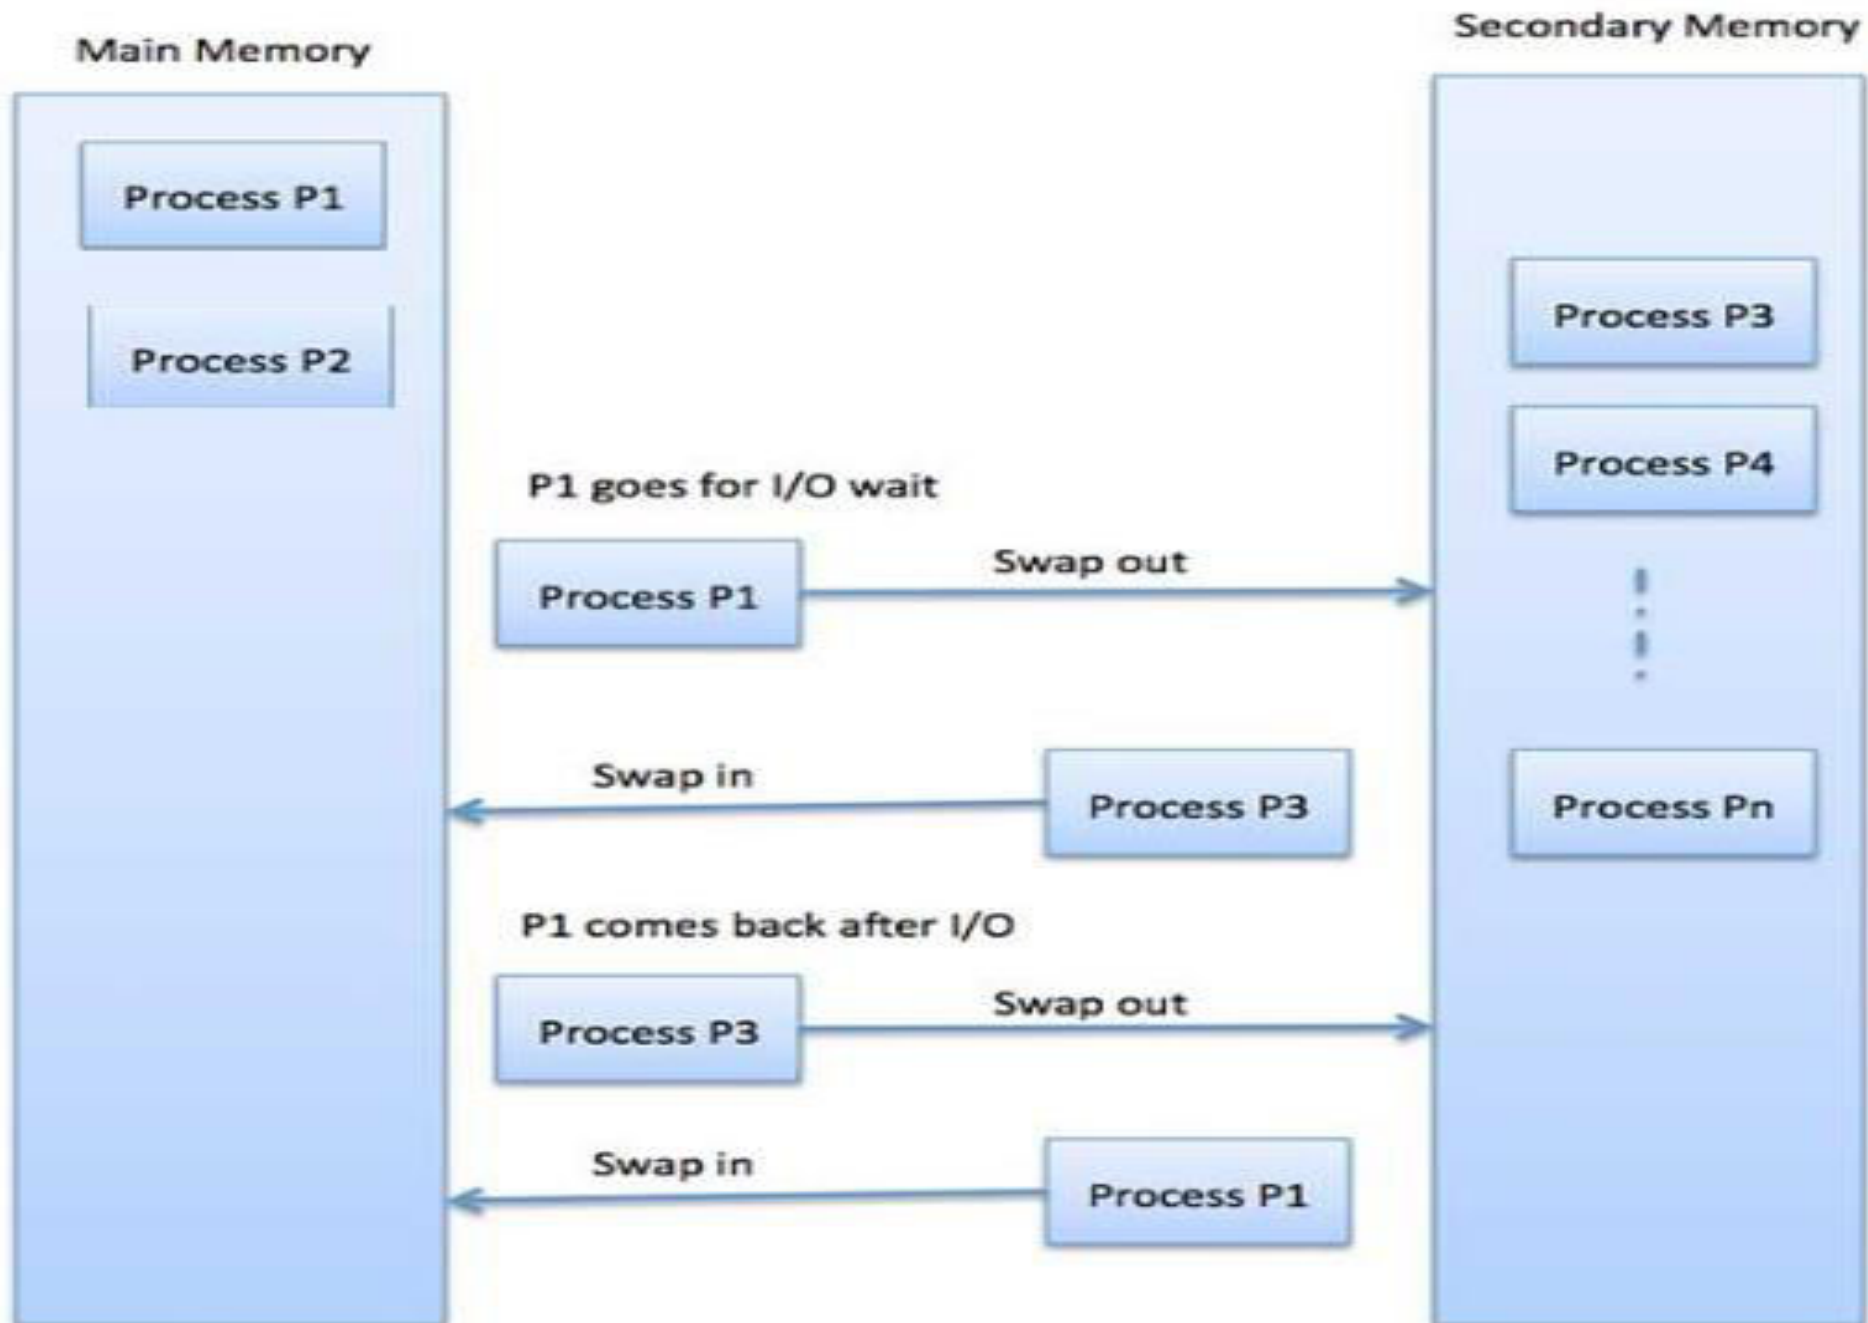 Main Memory
Secondary Memory
Process P1
Process P2
Process P3
Process P4
P1 goes for I/O wait
Process P1
Swap out
Swap in
Process P3
Process Pn
P1 comes back after I/O
Process P3
Swap out
Swap in
Process P1